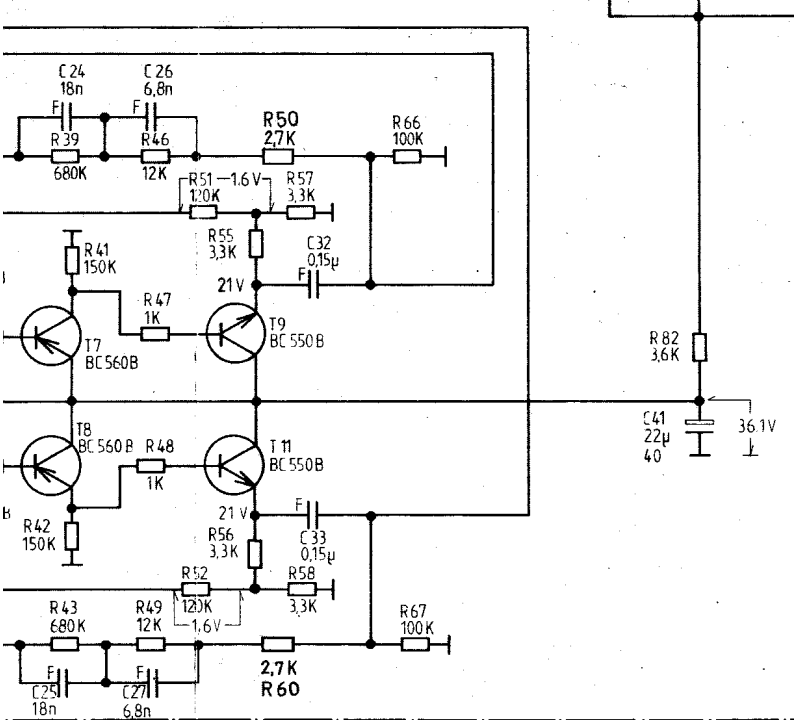 C24
18n
F
R39
680K
C26
6,8n
F
R46
12K
R50
2,7K
R66
100K
R51
120K
1.6V
R57
3,3K
R55
3,3K
C32
0,15µ
F
21V
R41
150K
R47
1K
T7
BC560B
T9
BC550B
R82
3,6K
C41
22µ
40
36.1V
T8
BC560B
R48
1K
T11
BC550B
B
R42
150K
21V
F
C33
0,15µ
R56
3,3K
R52
120K
1,6V
R58
3,3K
R43
680K
R49
12K
R67
100K
F
C25
18n
F
C27
6,8n
2,7K
R60